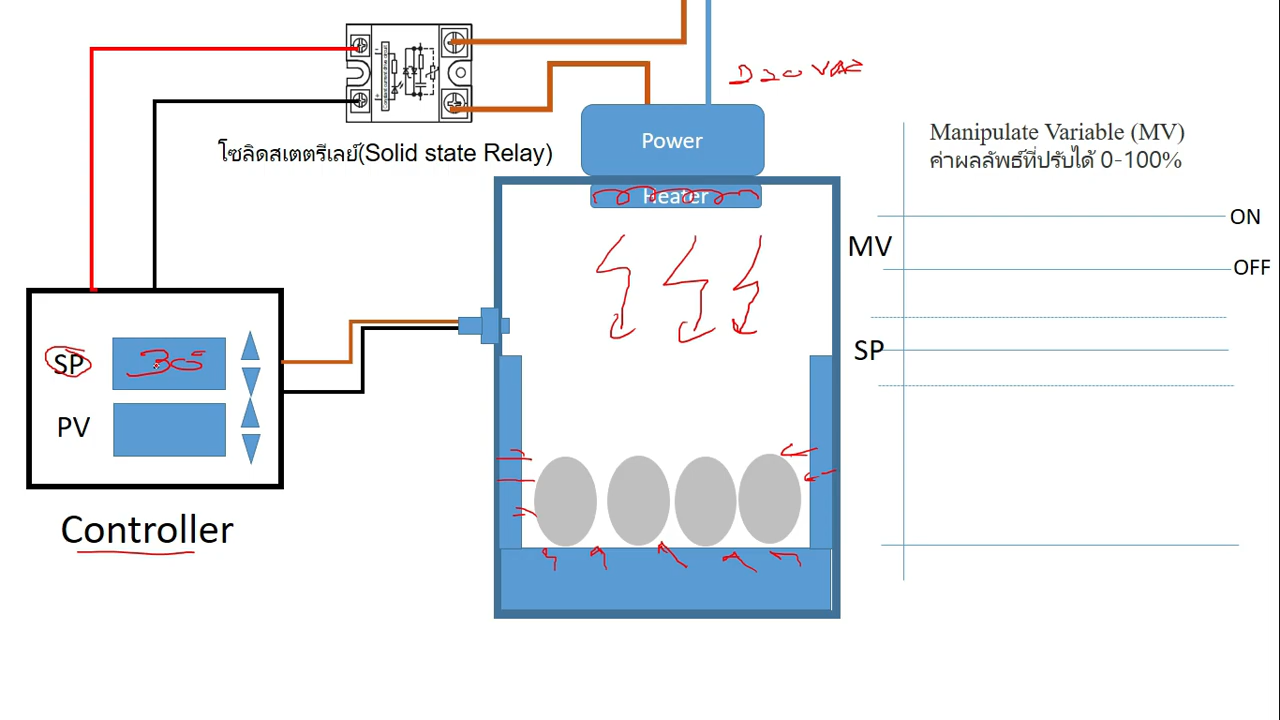 โซลิดสเตตรีเลย์(Solid state Relay)
Power
Heater
Manipulate Variable (MV)
ค่าผลลัพธ์ที่ปรับได้ 0-100%
ON
MV
OFF
SP
SP
PV
Controller